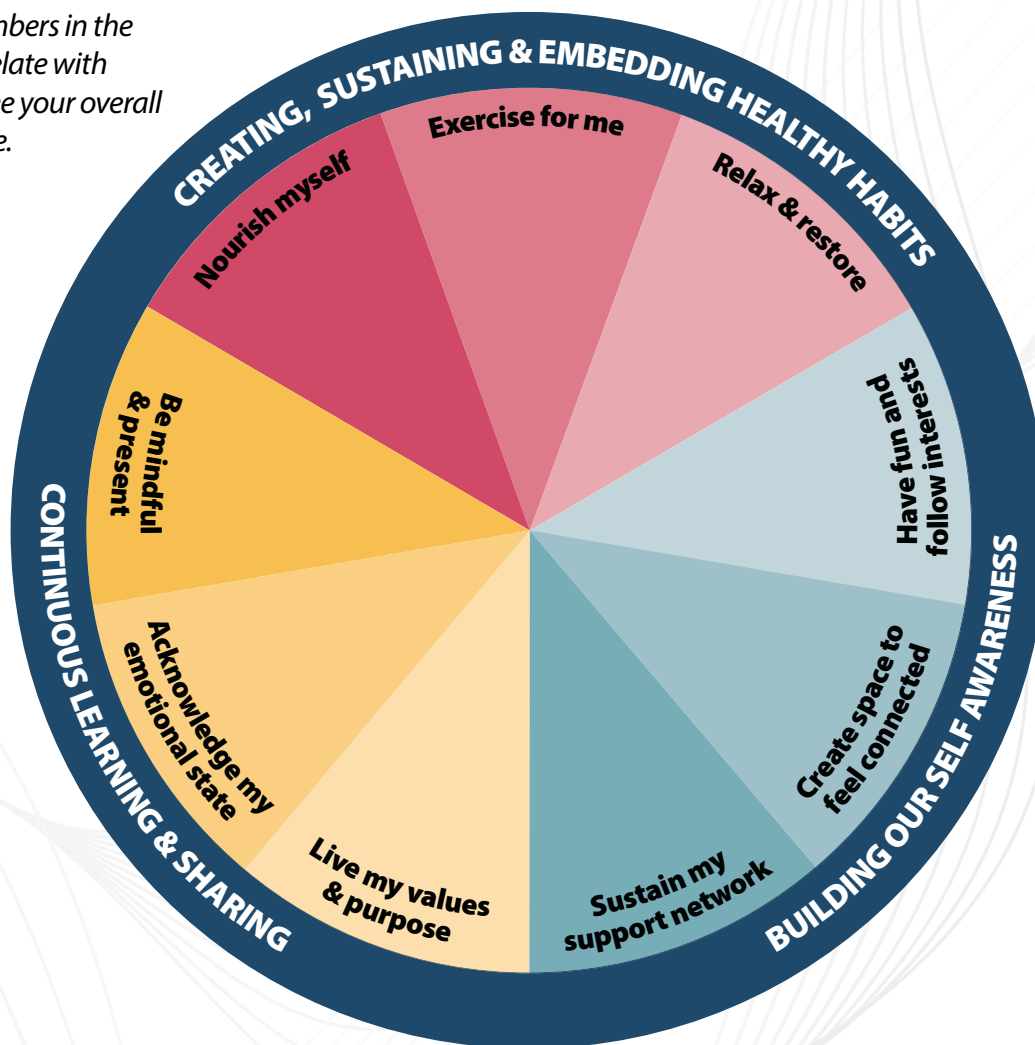 in the
with
your overall
CREATING, SUSTAINING & EMBEDDING HEALTHY HABITS
Exercise for me
Relax & restore
Have fun and
follow interests
Create space to
feel connected
Sustain my
support network
Live my values
& purpose
Acknowledge my
emotional state
Be mindful
& present
Nourish myself
BUILDING OUR SELF AWARENESS
CONTINUOUS LEARNING & SHARING